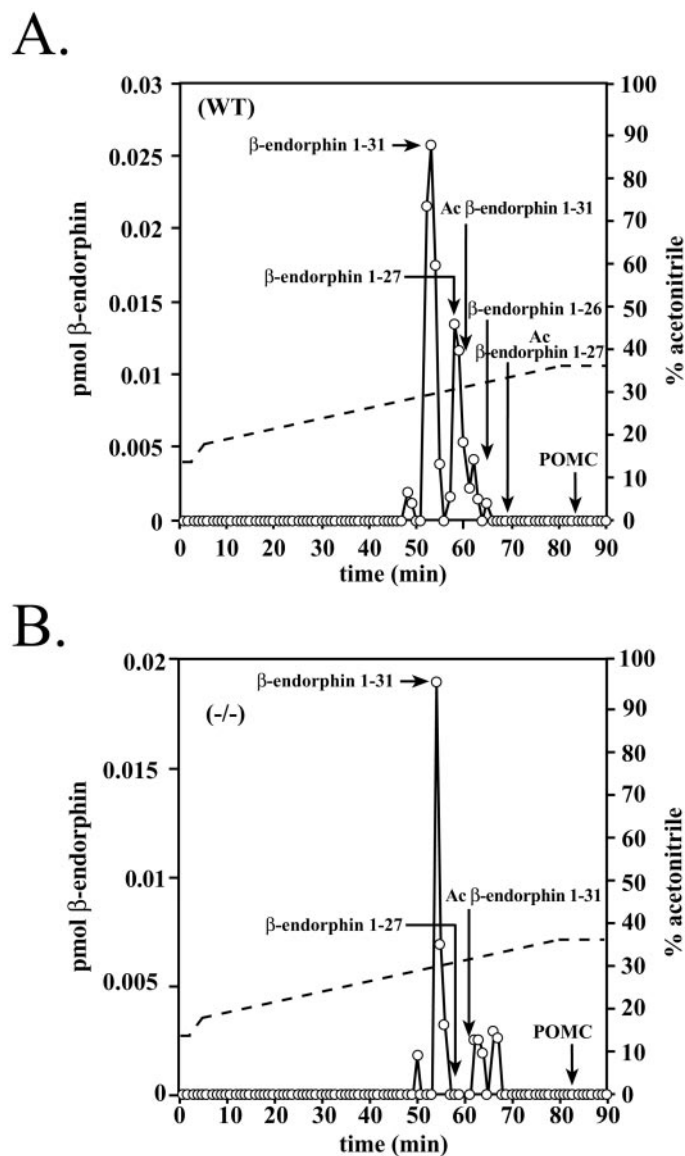 A.
(WT)
pmol β-endorphin
0.03
0.025
0.02
0.015
0.01
0.005
0
β-endorphin 1-31
Ac β-endorphin 1-31
β-endorphin 1-27
β-endorphin 1-26
Ac
β-endorphin 1-27
POMC
100
90
80
70
60
50
40
30
20
10
0
% acetonitrile
0 10 20 30 40 50 60 70 80 90
time (min)
B.
(-/-)
pmol β-endorphin
0.02
0.015
0.01
0.005
0
β-endorphin 1-31
Ac β-endorphin 1-31
β-endorphin 1-27
POMC
100
90
80
70
60
50
40
30
20
10
0
% acetonitrile
0 10 20 30 40 50 60 70 80 90
time (min)